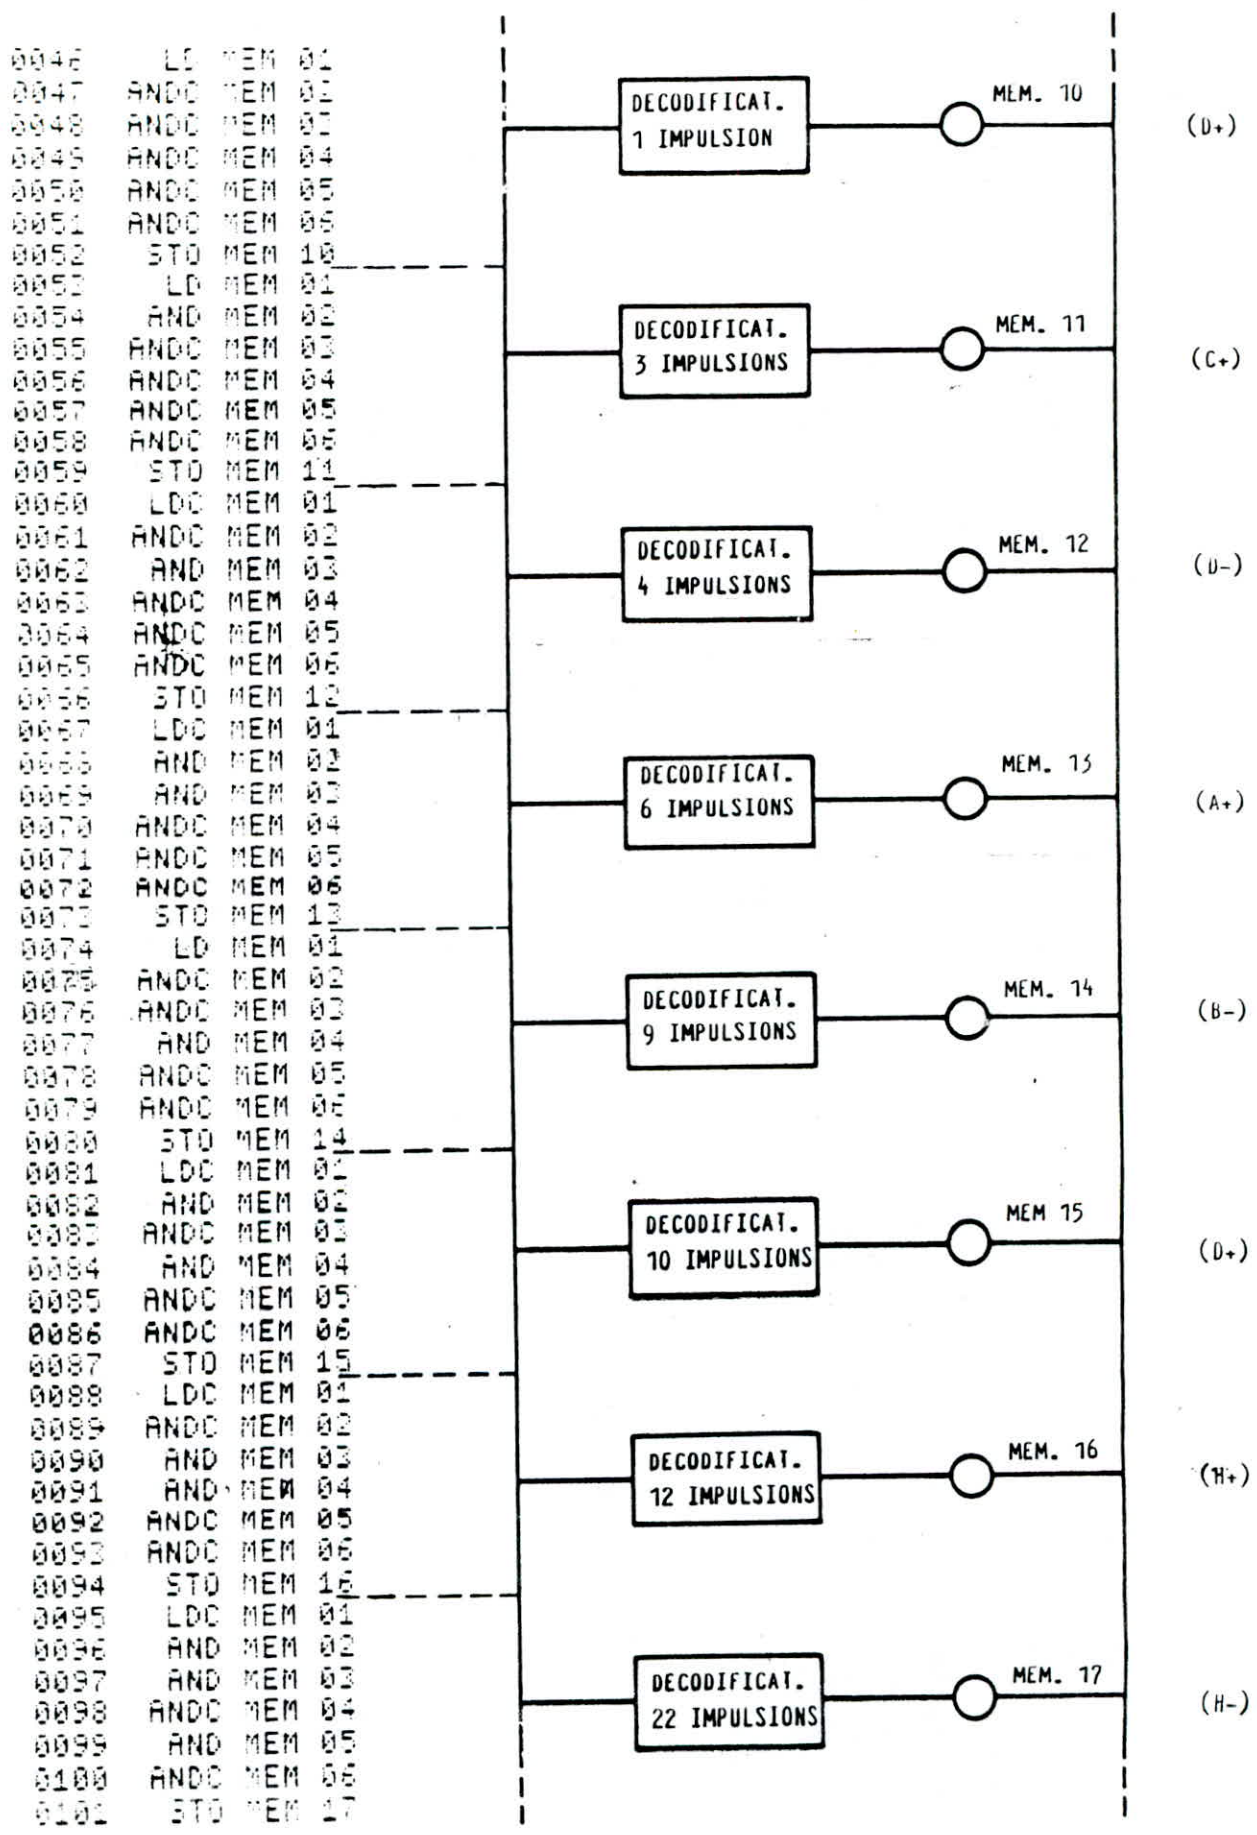 0046 LD MEM 01
0047 ANDC MEM 02
0048 ANDC MEM 03
0049 ANDC MEM 04
0050 ANDC MEM 05
0051 ANDC MEM 06
0052 STO MEM 10
0053 LD MEM 01
0054 AND MEM 02
0055 ANDC MEM 03
0056 ANDC MEM 04
0057 ANDC MEM 05
0058 ANDC MEM 06
0059 STO MEM 11
0060 LDC MEM 01
0061 ANDC MEM 02
0062 AND MEM 03
0063 ANDC MEM 04
0064 ANDC MEM 05
0065 ANDC MEM 06
0066 STO MEM 12
0067 LDC MEM 01
0068 AND MEM 02
0069 AND MEM 03
0070 ANDC MEM 04
0071 ANDC MEM 05
0072 ANDC MEM 06
0073 STO MEM 13
0074 LD MEM 01
0075 ANDC MEM 02
0076 ANDC MEM 03
0077 AND MEM 04
0078 ANDC MEM 05
0079 ANDC MEM 06
0080 STO MEM 14
0081 LDC MEM 01
0082 AND MEM 02
0083 ANDC MEM 03
0084 AND MEM 04
0085 ANDC MEM 05
0086 ANDC MEM 06
0087 STO MEM 15
0088 LDC MEM 01
0089 ANDC MEM 02
0090 AND MEM 03
0091 AND MEM 04
0092 ANDC MEM 05
0093 ANDC MEM 06
0094 STO MEM 16
0095 LDC MEM 01
0096 AND MEM 02
0097 AND MEM 03
0098 ANDC MEM 04
0099 AND MEM 05
0100 ANDC MEM 06
0101 STO MEM 17
DECODIFICAT.
1 IMPULSION
MEM. 10
(D+)
DECODIFICAT.
3 IMPULSIONS
MEM. 11
(C+)
DECODIFICAT.
4 IMPULSIONS
MEM. 12
(D-)
DECODIFICAT.
6 IMPULSIONS
MEM. 13
(A+)
DECODIFICAT.
9 IMPULSIONS
MEM. 14
(B-)
DECODIFICAT.
10 IMPULSIONS
MEM 15
(D+)
DECODIFICAT.
12 IMPULSIONS
MEM. 16
(H+)
DECODIFICAT.
22 IMPULSIONS
MEM. 17
(H-)